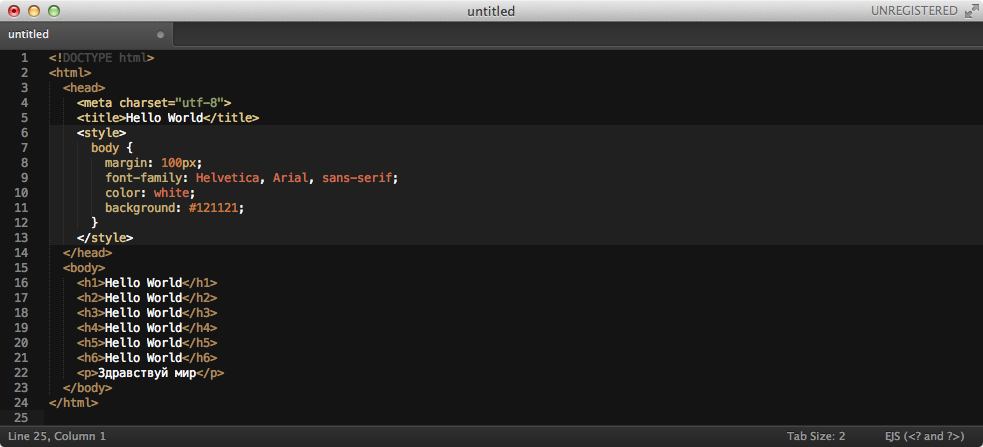 untitled
UNREGISTERED
untitled
1 <!DOCTYPE html>
2 <html>
3   <head>
4     <meta charset="utf-8">
5     <title>Hello World</title>
6     <style>
7       body {
8         margin: 100px;
9         font-family: Helvetica, Arial, sans-serif;
10         color: white;
11         background: #121121;
12       }
13     </style>
14   </head>
15   <body>
16     <h1>Hello World</h1>
17     <h2>Hello World</h2>
18     <h3>Hello World</h3>
19     <h4>Hello World</h4>
20     <h5>Hello World</h5>
21     <h6>Hello World</h6>
22     <p>Здравствуй мир</p>
23   </body>
24 </html>
25
Line 25, Column 1
Tab Size: 2
EJS (<? and ?>)